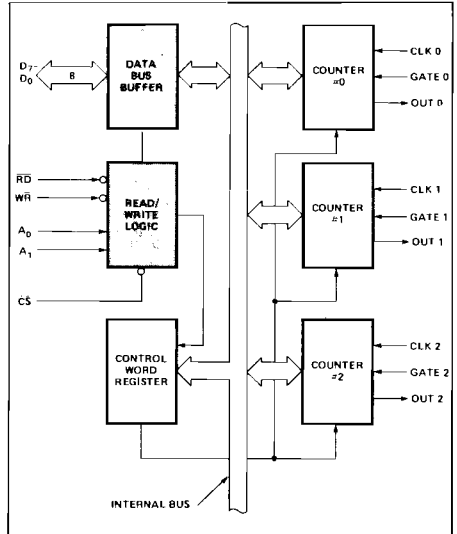 D7-
D0
8
DATA
BUS
BUFFER
COUNTER
#0
CLK 0
GATE 0
OUT 0
RD
WR
A0
A1
CS
READ/
WRITE
LOGIC
COUNTER
#1
CLK 1
GATE 1
OUT 1
CONTROL
WORD
REGISTER
COUNTER
#2
CLK 2
GATE 2
OUT 2
INTERNAL BUS